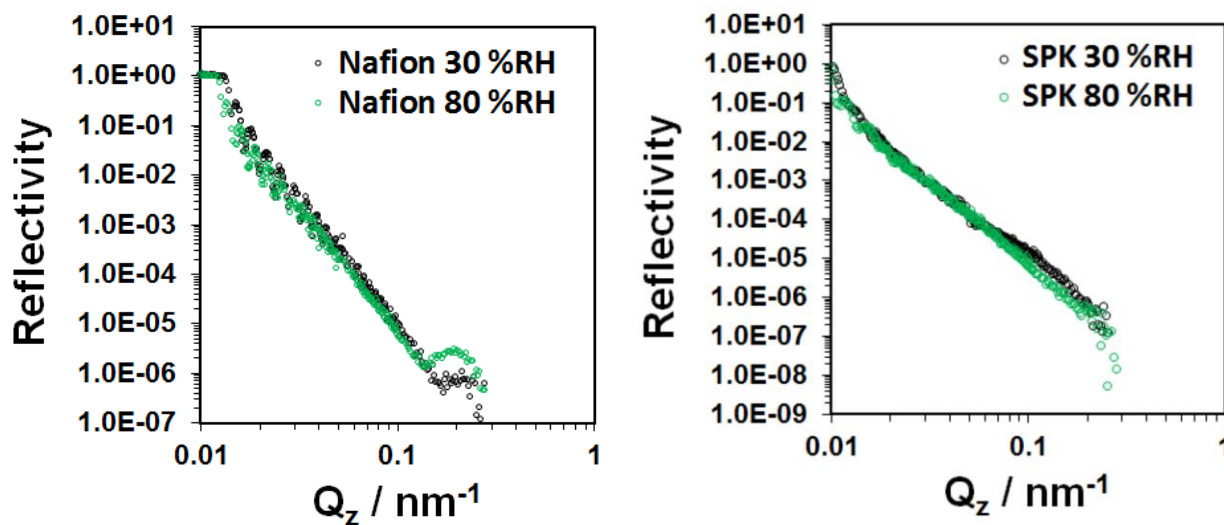 Reflectivity
1.0E+01
1.0E+00
1.0E-01
1.0E-02
1.0E-03
1.0E-04
1.0E-05
1.0E-06
1.0E-07
Nafion 30 %RH
Nafion 80 %RH
0.01 0.1 1
Qz / nm-1
Reflectivity
1.0E+01
1.0E+00
1.0E-01
1.0E-02
1.0E-03
1.0E-04
1.0E-05
1.0E-06
1.0E-07
1.0E-08
1.0E-09
SPK 30 %RH
SPK 80 %RH
0.01 0.1 1
Qz / nm-1